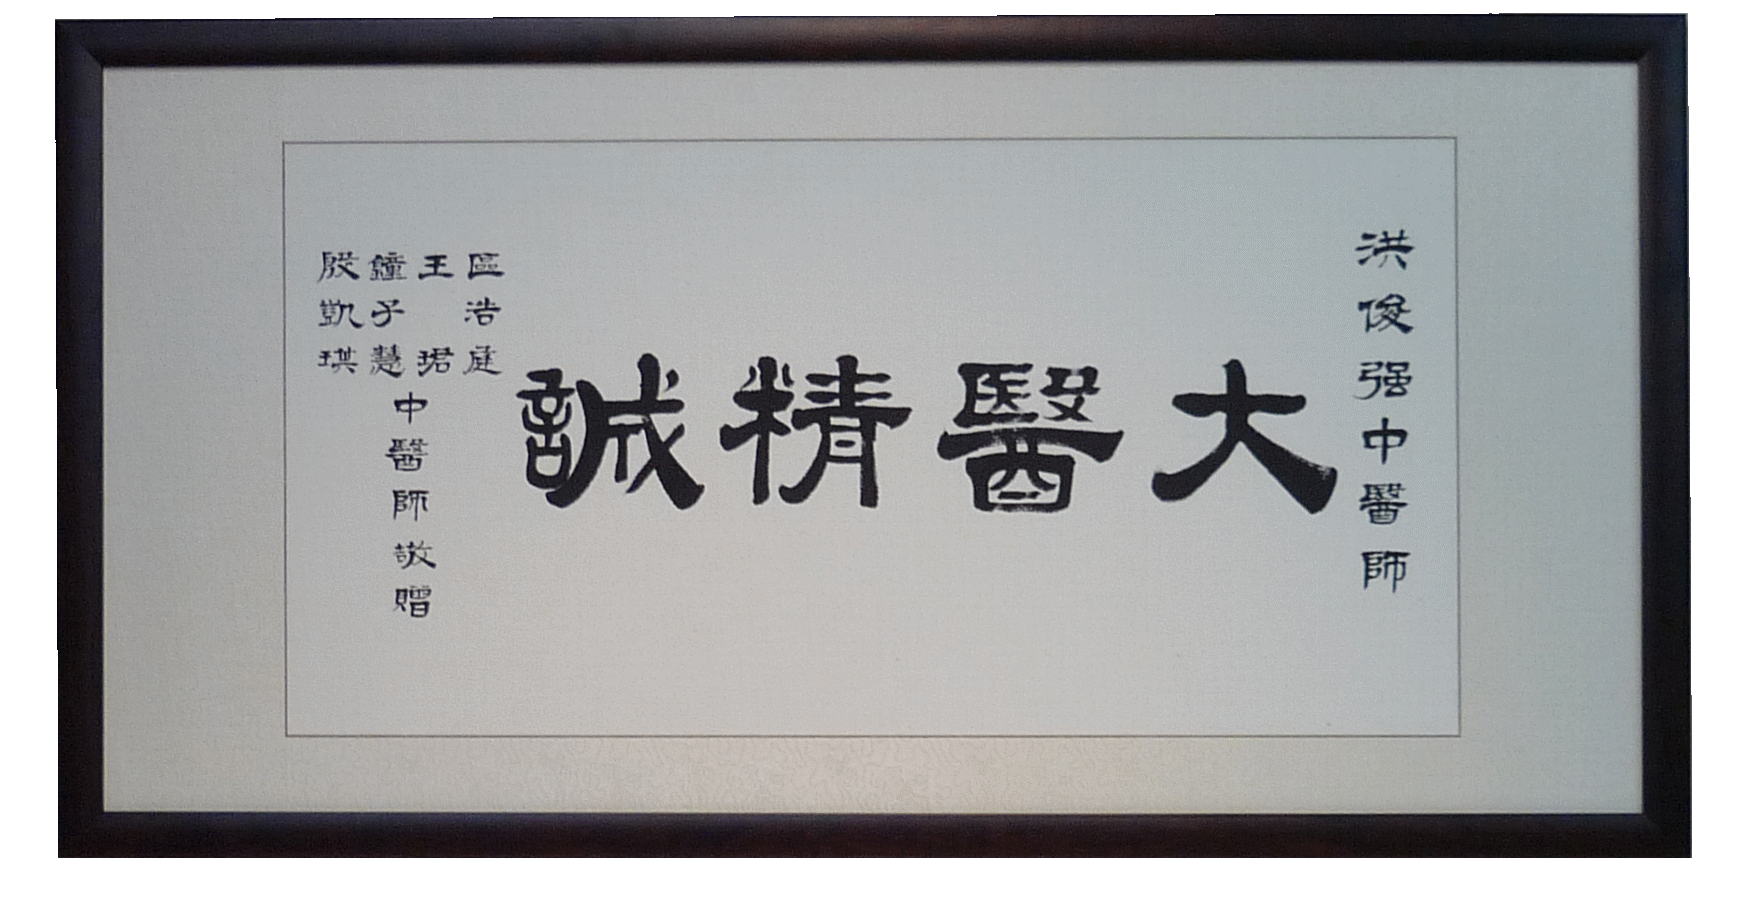 洪俊强中醫師
大醫精誠
區浩庭
王珺
鐘子慧
殷凱琪
中醫師敬贈